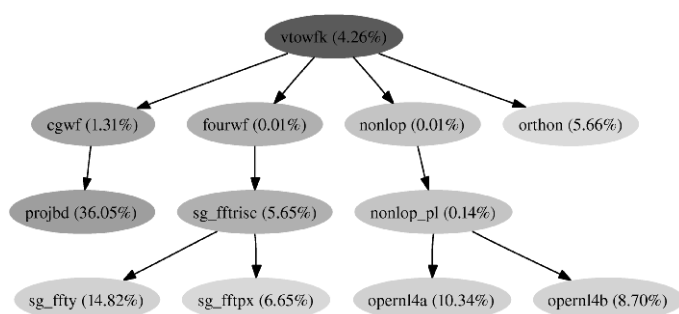 vtowfk (4.26%)
cgwf (1.31%)
fourwf (0.01%)
nonlop (0.01%)
orthon (5.66%)
projbd (36.05%)
sg_fftrisc (5.65%)
nonlop_pl (0.14%)
sg_ffty (14.82%)
sg_fftpx (6.65%)
opernl4a (10.34%)
opernl4b (8.70%)